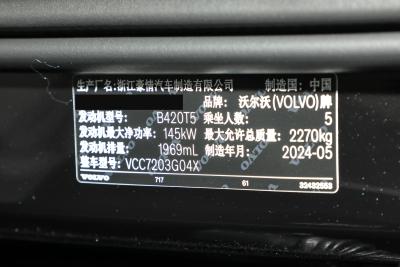 生产厂名:浙江豪情汽车制造有限公司 制造国: 中国
品牌: 沃尔沃(VOLVO)牌
发动机型号: B420T5 乘坐人数: 5
发动机最大净功率: 145kW 最大允许总质量: 2270kg
发动机排量: 1969mL 制造年月: 2024-05
整车型号: VCC7203G04X
VOLVO 717 61 32432553